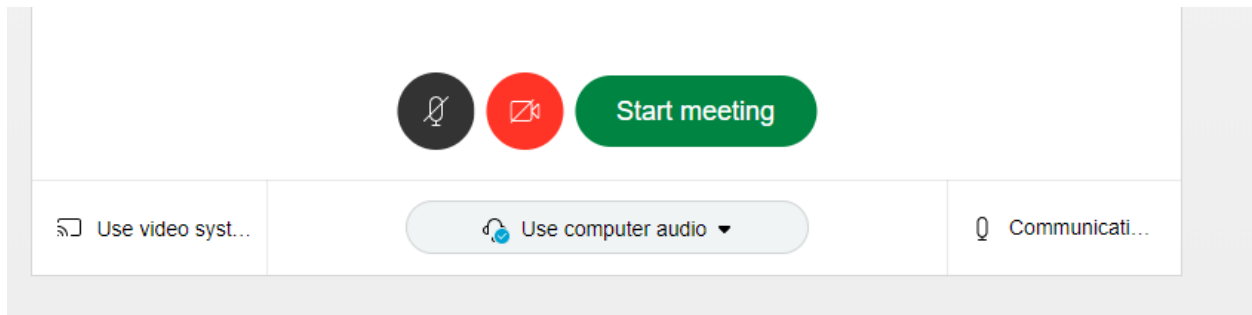 Start meeting
Use video syst...
Use computer audio
Communicati...